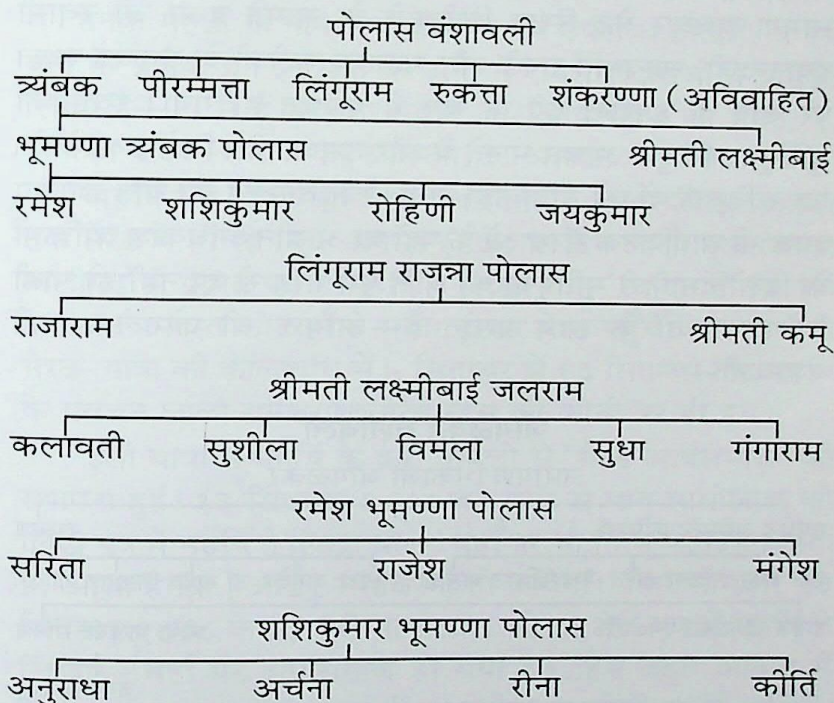 पोलास वंशावली
त्र्यंबक पीरम्मत्ता लिंगूराम रुकत्ता शंकरण्णा (अविवाहित)
भूमण्णा त्र्यंबक पोलास श्रीमती लक्ष्मीबाई
रमेश शशिकुमार रोहिणी जयकुमार
लिंगूराम राजन्ना पोलास
राजाराम श्रीमती कमू
श्रीमती लक्ष्मीबाई जलराम
कलावती सुशीला विमला सुधा गंगाराम
रमेश भूमण्णा पोलास
सरिता राजेश मंगेश
शशिकुमार भूमण्णा पोलास
अनुराधा अर्चना रीना कीर्ति